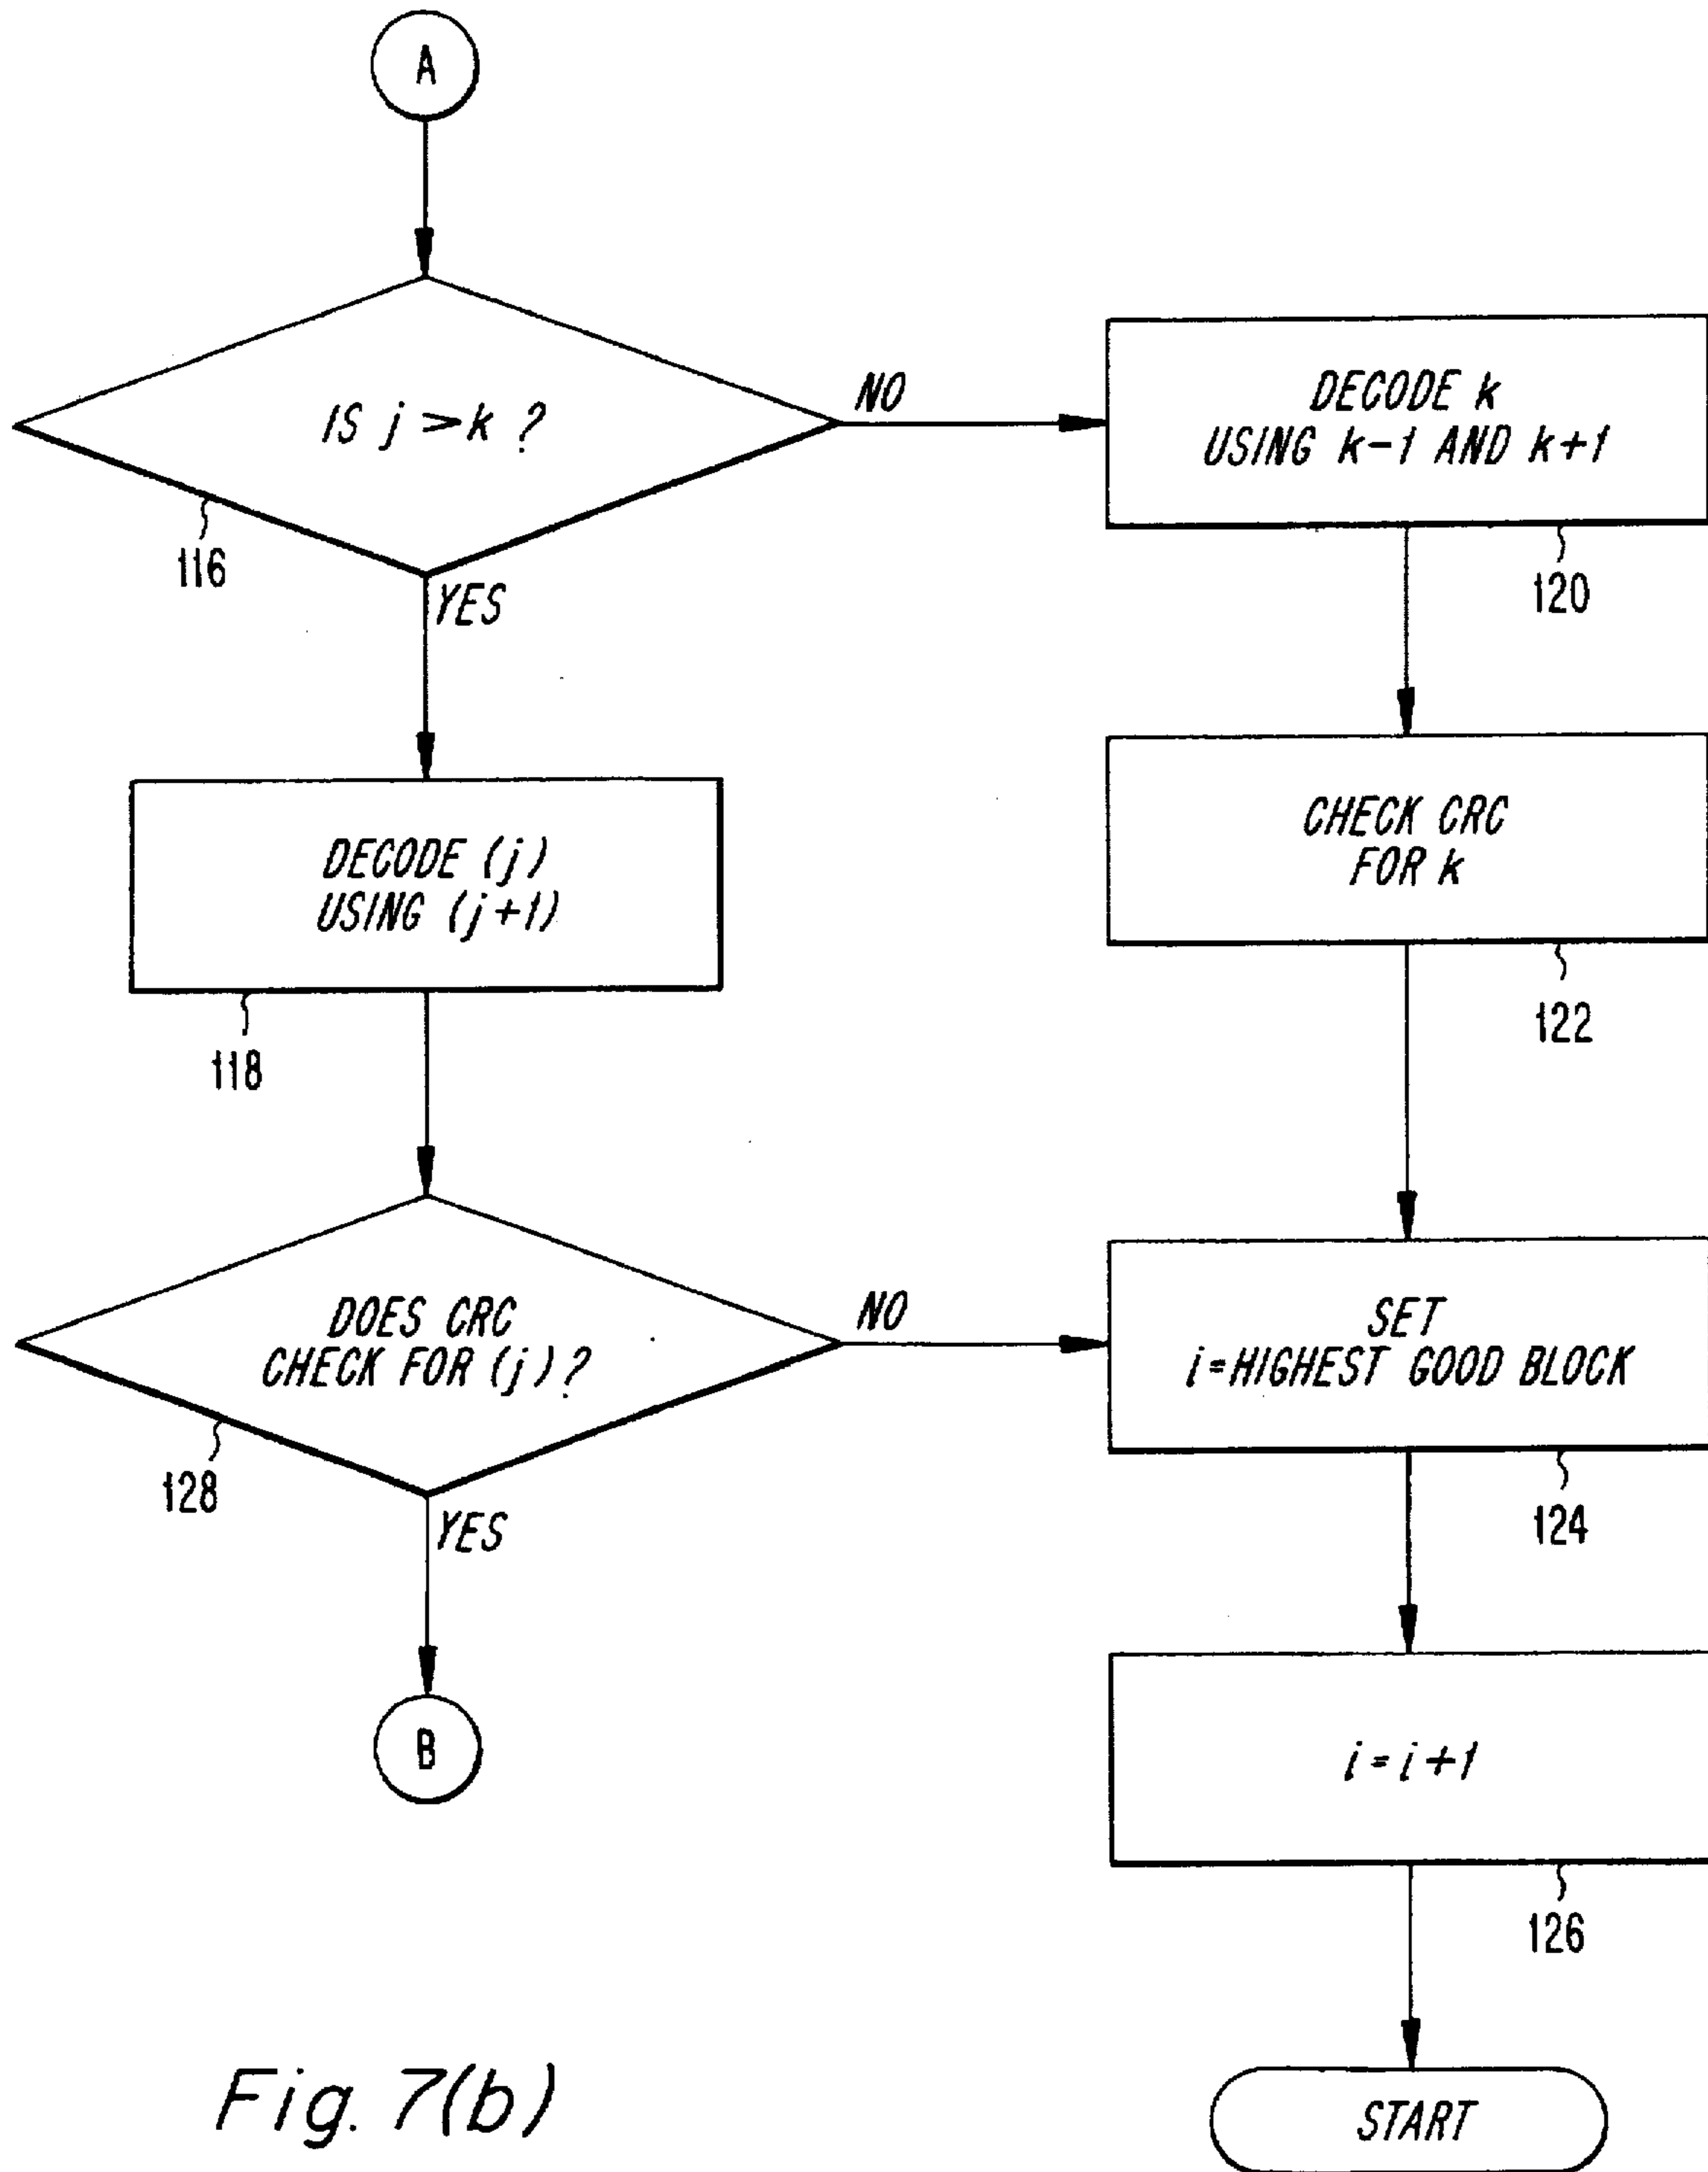 A
IS j > k ?
NO
116
YES
DECODE k
USING k-1 AND k+1
120
DECODE (j)
USING (j+1)
118
CHECK CRC
FOR k
122
DOES CRC
CHECK FOR (j) ?
NO
128
YES
SET
i=HIGHEST GOOD BLOCK
124
B
i = i+1
126
START
Fig. 7(b)